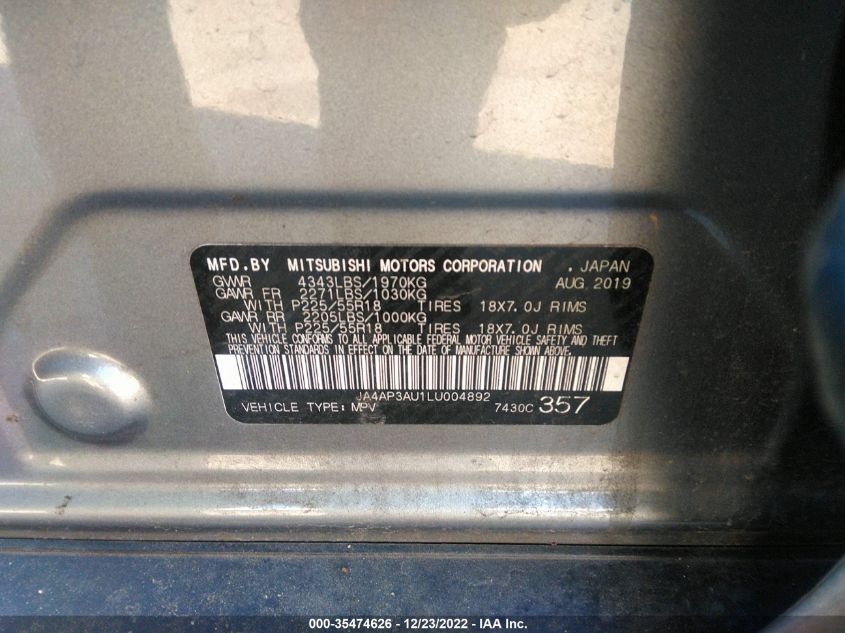 MFD.BY MITSUBISHI MOTORS CORPORATION . JAPAN
GVWR 4343LBS/1970KG AUG.2019
GAWR FR 2271LBS/1030KG
WITH P225/55R18 TIRES 18X7.0J RIMS
GAWR RR 2205LBS/1000KG
WITH P225/55R18 TIRES 18X7.0J RIMS
THIS VEHICLE CONFORMS TO ALL APPLICABLE FEDERAL MOTOR VEHICLE SAFETY AND THEFT
PREVENTION STANDARDS IN EFFECT ON THE DATE OF MANUFACTURE SHOWN ABOVE.
JA4AP3AU1LU004892
VEHICLE TYPE: MPV 7430C 357
000-35474626 - 12/23/2022 - IAA Inc.